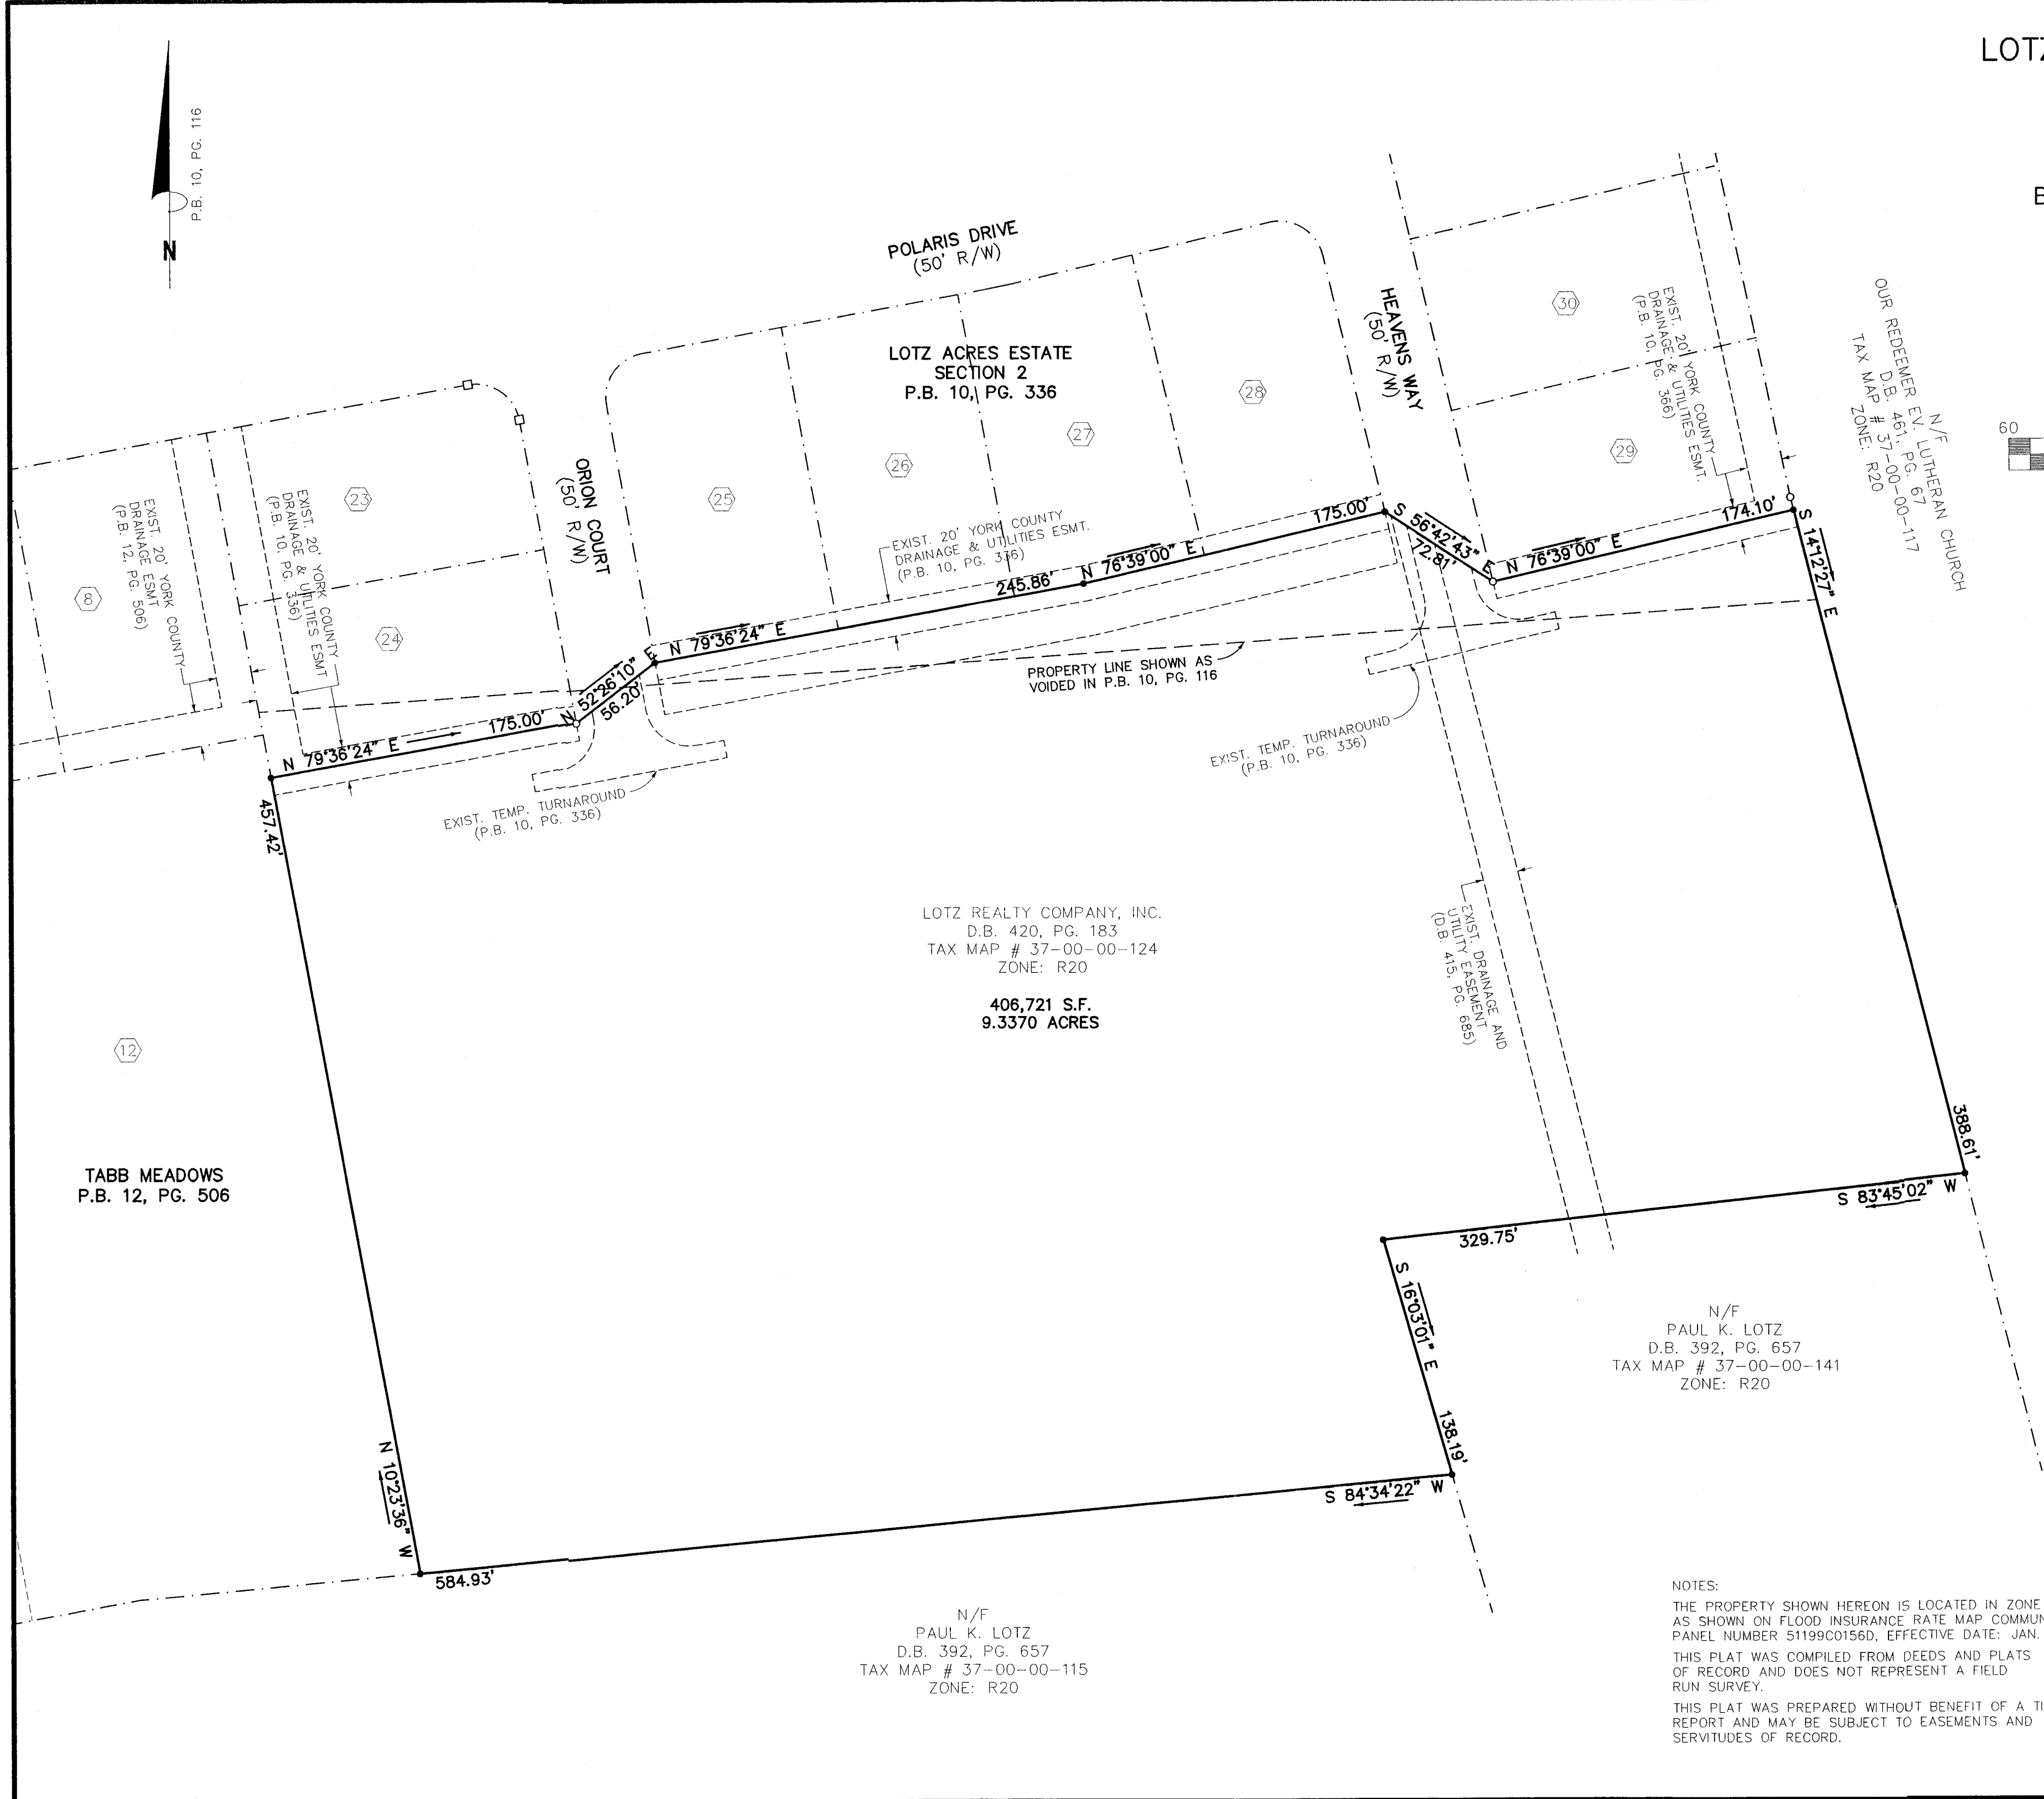 LOTZ
P.B. 10, PG. 116
N
POLARIS DRIVE
(50' R/W)
HEAVENS WAY
(50' R/W)
30
EXIST. 20' YORK COUNTY
DRAINAGE & UTILITIES ESMT.
(P.B. 10, PG. 366)
N/F
OUR REDEEMER EV. LUTHERAN CHURCH
D.B. 461, PG. 67
TAX MAP # 37-00-00-117
ZONE: R20
60
LOTZ ACRES ESTATE
SECTION 2
P.B. 10, PG. 336
28
27
26
25
29
23
24
8
ORION COURT
(50' R/W)
EXIST. 20' YORK COUNTY
DRAINAGE ESMT
(P.B. 12, PG. 506)
EXIST. 20' YORK COUNTY
DRAINAGE & UTILITIES ESMT
(P.B. 10, PG. 336)
EXIST. 20' YORK COUNTY
DRAINAGE & UTILITIES ESMT.
(P.B. 10, PG. 336)
N 79°36'24" E
175.00'
N 52°26'10" E
56.20'
N 79°36'24" E
245.86'
N 76°39'00" E
175.00'
S 56°42'43" E
72.81'
N 76°39'00" E
174.10'
S 14°12'27" E
388.61'
PROPERTY LINE SHOWN AS
VOIDED IN P.B. 10, PG. 116
EXIST. TEMP. TURNAROUND
(P.B. 10, PG. 336)
EXIST. TEMP. TURNAROUND
(P.B. 10, PG. 336)
457.42'
LOTZ REALTY COMPANY, INC.
D.B. 420, PG. 183
TAX MAP # 37-00-00-124
ZONE: R20
406,721 S.F.
9.3370 ACRES
EXIST. DRAINAGE AND
UTILITY EASEMENT
(D.B. 415, PG. 685)
12
TABB MEADOWS
P.B. 12, PG. 506
S 83°45'02" W
329.75'
S 16°03'01" E
138.19'
N/F
PAUL K. LOTZ
D.B. 392, PG. 657
TAX MAP # 37-00-00-141
ZONE: R20
N 10°23'36" W
S 84°34'22" W
584.93'
N/F
PAUL K. LOTZ
D.B. 392, PG. 657
TAX MAP # 37-00-00-115
ZONE: R20
NOTES:
THE PROPERTY SHOWN HEREON IS LOCATED IN ZONE
AS SHOWN ON FLOOD INSURANCE RATE MAP COMMUN
PANEL NUMBER 51199C0156D, EFFECTIVE DATE: JAN.
THIS PLAT WAS COMPILED FROM DEEDS AND PLATS
OF RECORD AND DOES NOT REPRESENT A FIELD
RUN SURVEY.
THIS PLAT WAS PREPARED WITHOUT BENEFIT OF A TI
REPORT AND MAY BE SUBJECT TO EASEMENTS AND
SERVITUDES OF RECORD.